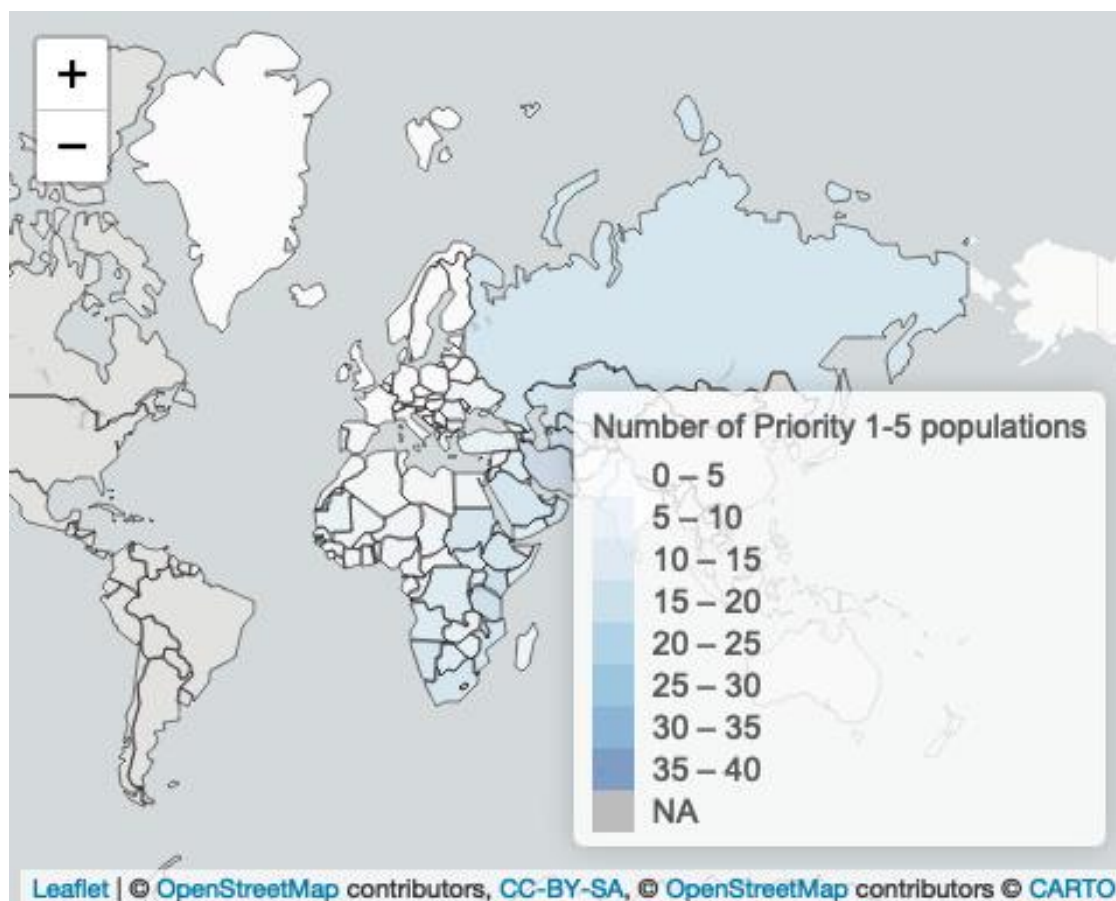 +
−
Number of Priority 1-5 populations
0 – 5
5 – 10
10 – 15
15 – 20
20 – 25
25 – 30
30 – 35
35 – 40
NA
Leaflet | © OpenStreetMap contributors, CC-BY-SA, © OpenStreetMap contributors © CARTO